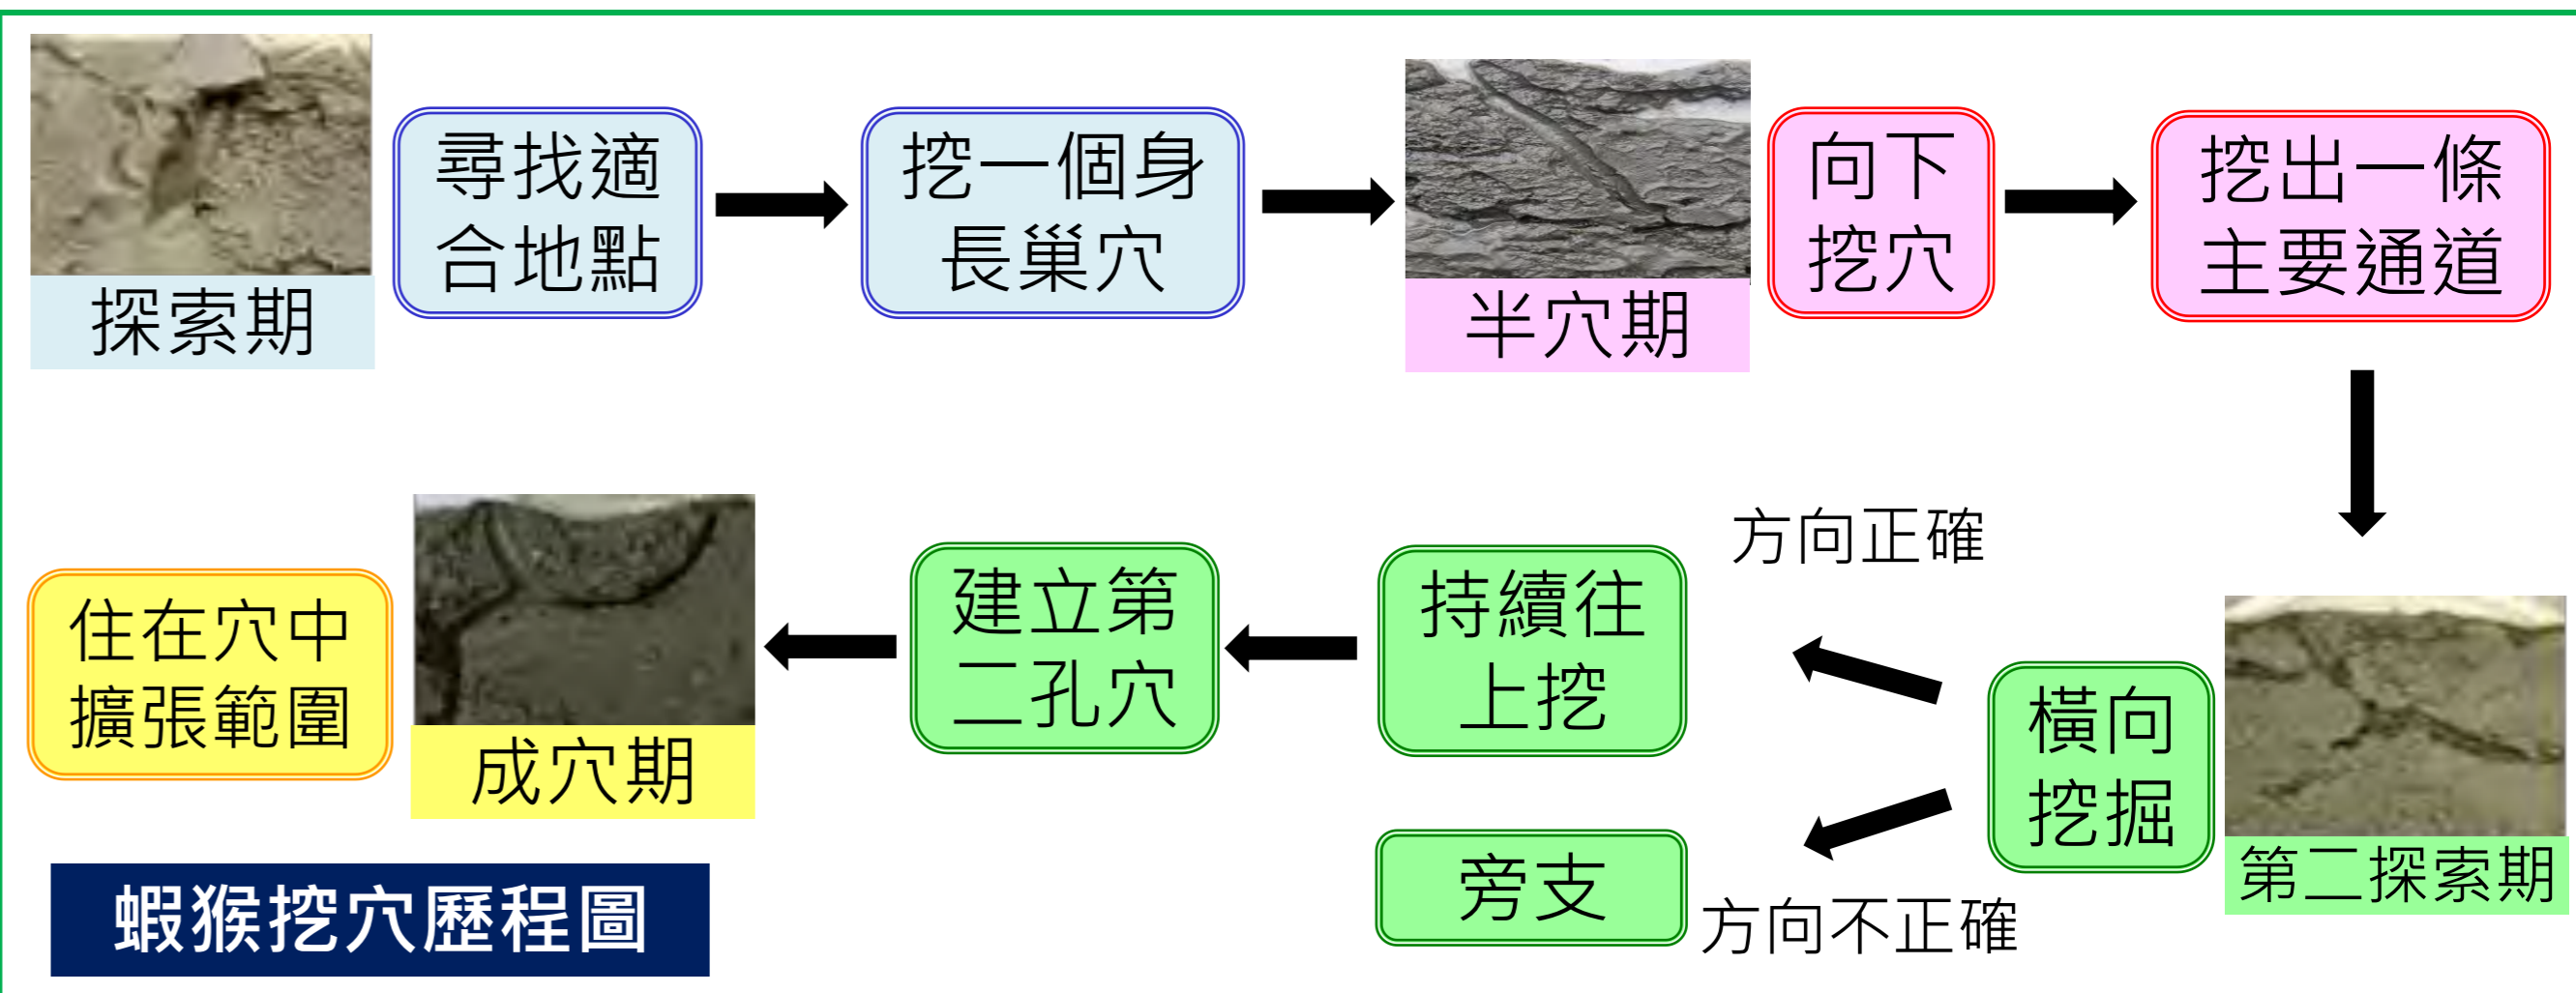 探索期
尋找適
合地點
挖一個身
長巢穴
半穴期
向下
挖穴
挖出一條
主要通道
第二探索期
橫向
挖掘
方向正確
持續往
上挖
方向不正確
旁支
建立第
二孔穴
成穴期
住在穴中
擴張範圍
蝦猴挖穴歷程圖